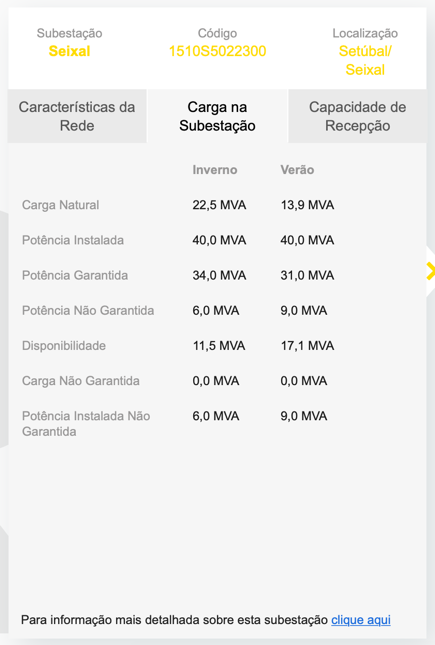 Subestação Código Localização
Seixal 1510S5022300 Setúbal/
Seixal
Características da Carga na Capacidade de
Rede Subestação Recepção
Inverno Verão
Carga Natural 22,5 MVA 13,9 MVA
Potência Instalada 40,0 MVA 40,0 MVA
Potência Garantida 34,0 MVA 31,0 MVA
Potência Não Garantida 6,0 MVA 9,0 MVA
Disponibilidade 11,5 MVA 17,1 MVA
Carga Não Garantida 0,0 MVA 0,0 MVA
Potência Instalada Não 6,0 MVA 9,0 MVA
Garantida
Para informação mais detalhada sobre esta subestação clique aqui